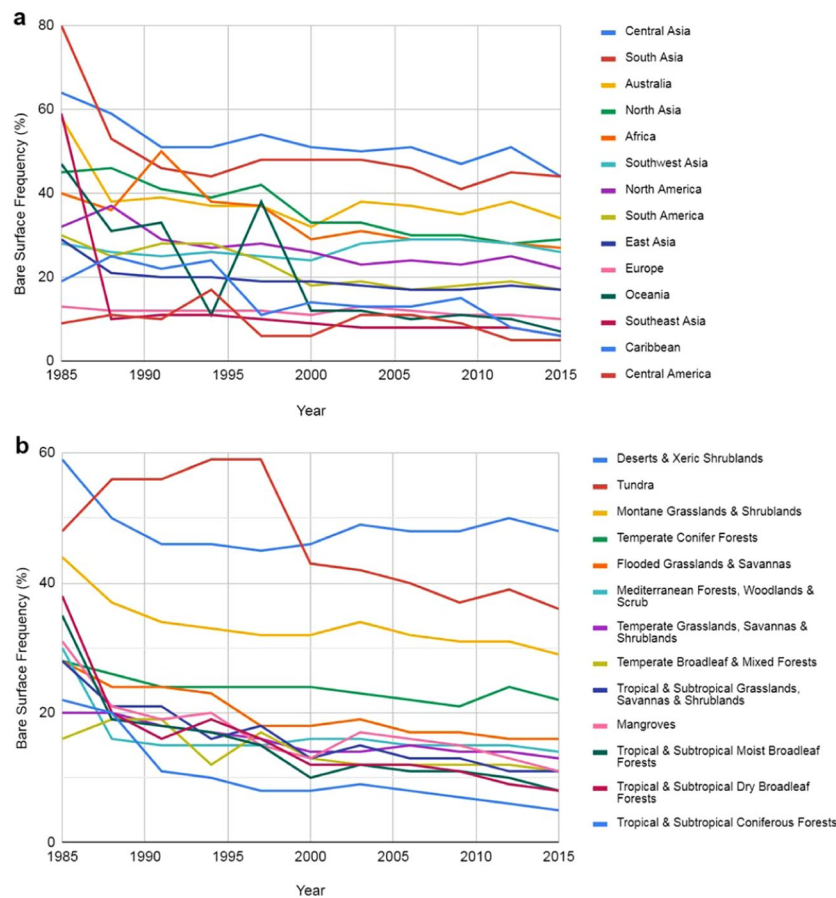 a
80
60
40
20
0
Bare Surface Frequency (%)
1985
1990
1995
2000
2005
2010
2015
Year
Central Asia
South Asia
Australia
North Asia
Africa
Southwest Asia
North America
South America
East Asia
Europe
Oceania
Southeast Asia
Caribbean
Central America
b
60
40
20
0
Bare Surface Frequency (%)
1985
1990
1995
2000
2005
2010
2015
Year
Deserts & Xeric Shrublands
Tundra
Montane Grasslands & Shrublands
Temperate Conifer Forests
Flooded Grasslands & Savannas
Mediterranean Forests, Woodlands &
Scrub
Temperate Grasslands, Savannas &
Shrublands
Temperate Broadleaf & Mixed Forests
Tropical & Subtropical Grasslands,
Savannas & Shrublands
Mangroves
Tropical & Subtropical Moist Broadleaf
Forests
Tropical & Subtropical Dry Broadleaf
Forests
Tropical & Subtropical Coniferous Forests